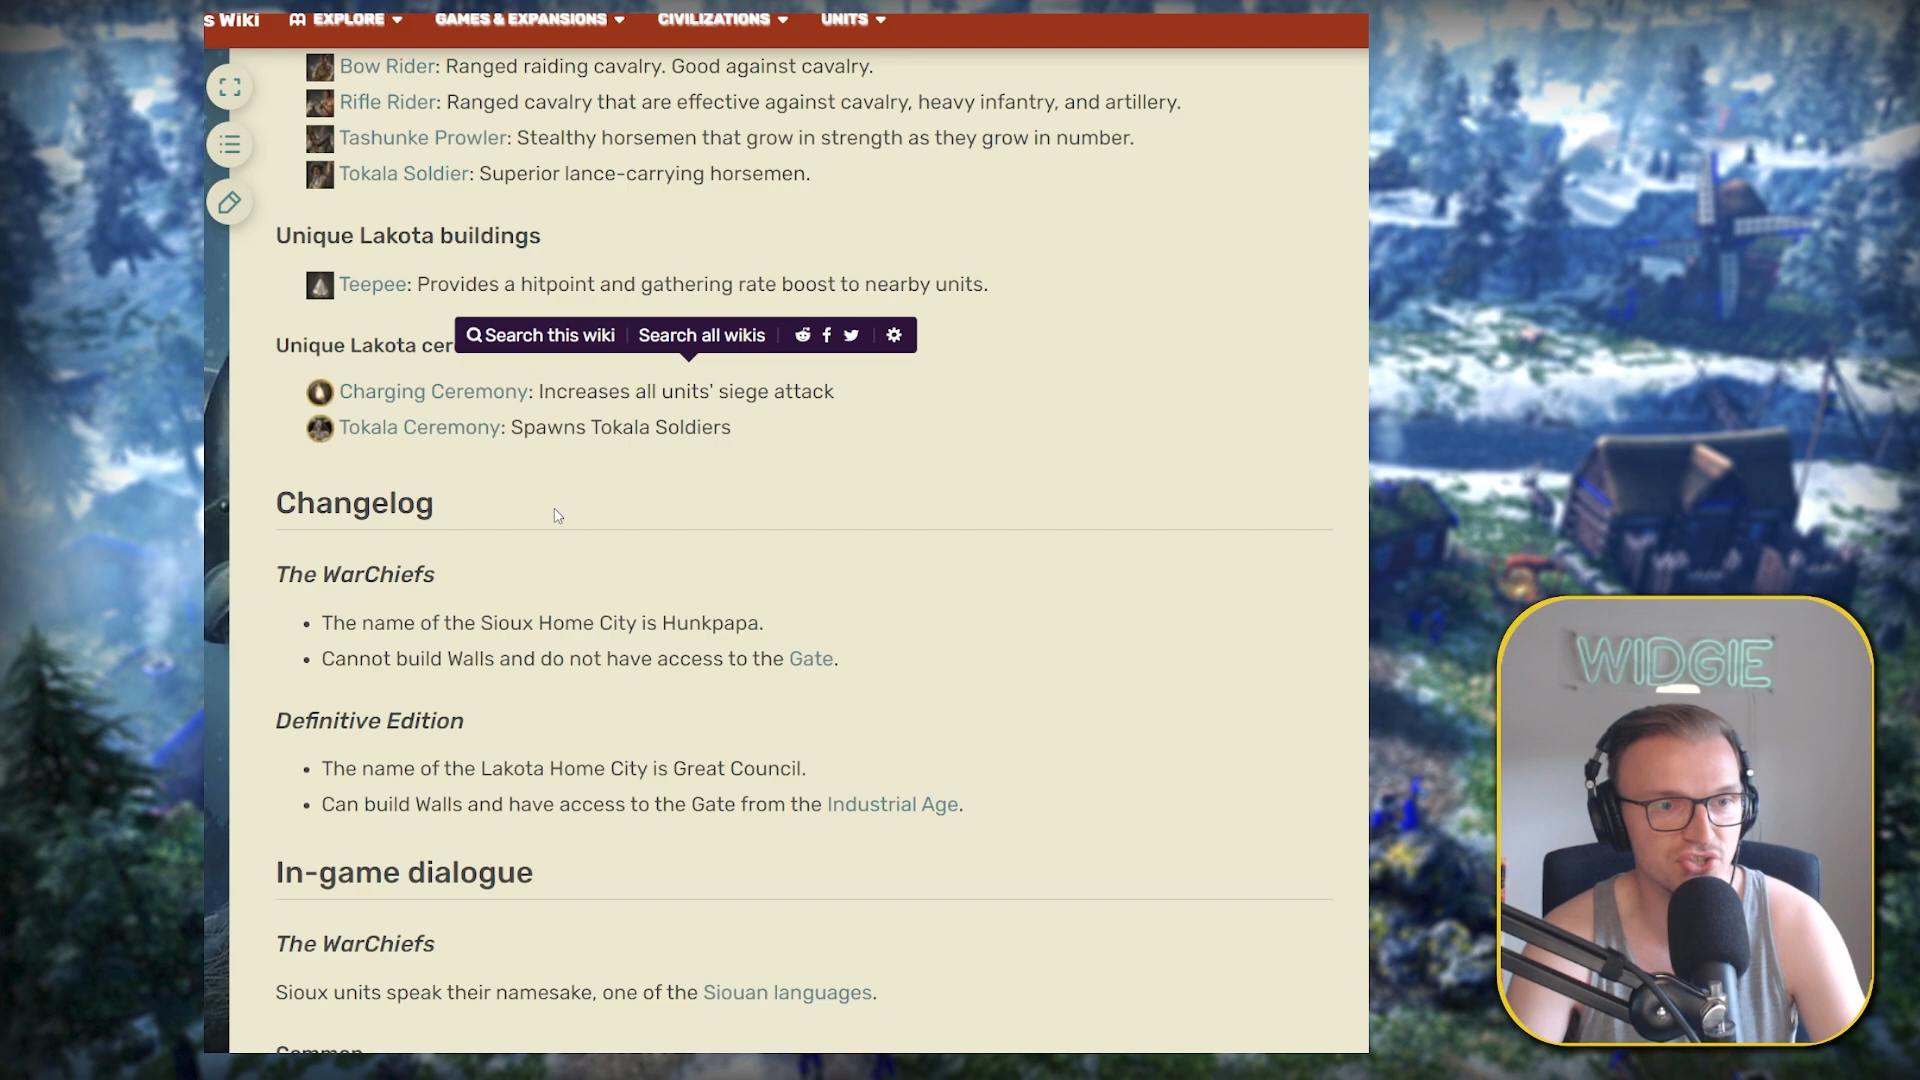 s Wiki EXPLORE GAMES & EXPANSIONS CIVILIZATIONS UNITS
Bow Rider: Ranged raiding cavalry. Good against cavalry.
Rifle Rider: Ranged cavalry that are effective against cavalry, heavy infantry, and artillery.
Tashunke Prowler: Stealthy horsemen that grow in strength as they grow in number.
Tokala Soldier: Superior lance-carrying horsemen.
Unique Lakota buildings
Teepee: Provides a hitpoint and gathering rate boost to nearby units.
Search this wiki Search all wikis
Unique Lakota cer
Charging Ceremony: Increases all units' siege attack
Tokala Ceremony: Spawns Tokala Soldiers
Changelog
The WarChiefs
• The name of the Sioux Home City is Hunkpapa.
• Cannot build Walls and do not have access to the Gate.
Definitive Edition
• The name of the Lakota Home City is Great Council.
• Can build Walls and have access to the Gate from the Industrial Age.
In-game dialogue
The WarChiefs
Sioux units speak their namesake, one of the Siouan languages.
WIDGIE